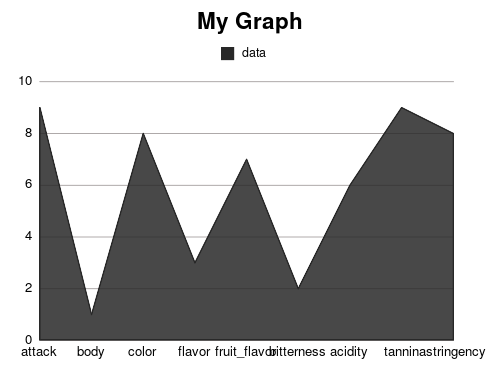 My Graph
data
10
8
6
4
2
0
attack body color flavor fruit_flavor bitterness acidity tannin astringency